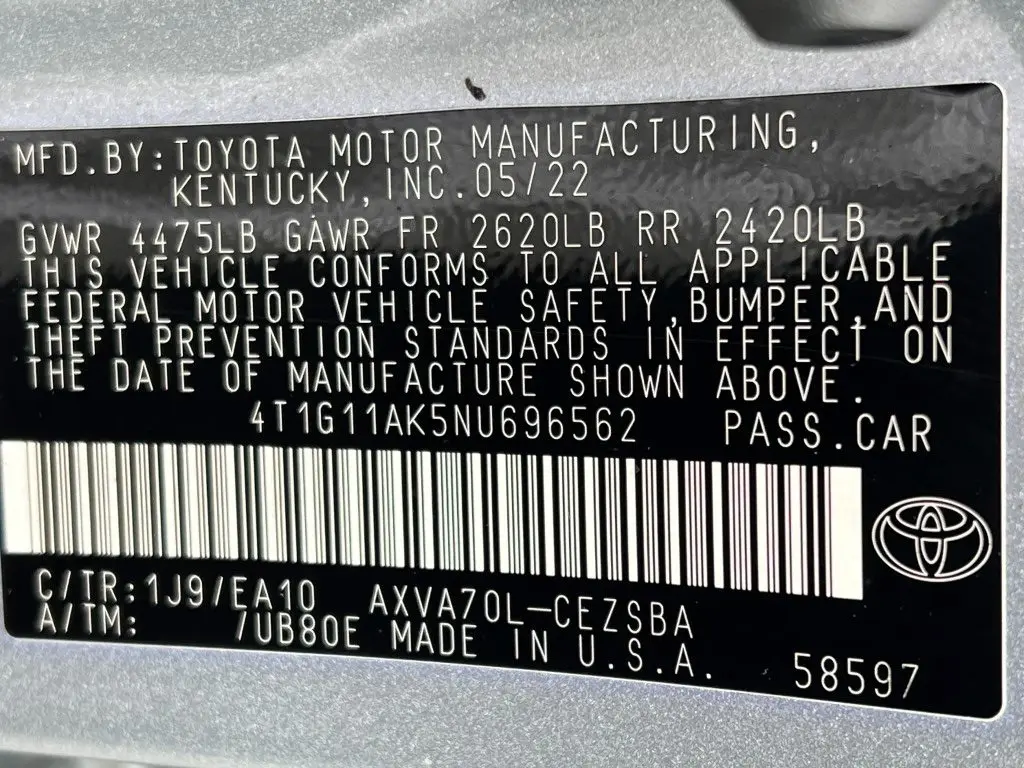 MFD.BY:TOYOTA MOTOR MANUFACTURING,
KENTUCKY,INC.05/22
GVWR 4475LB GAWR FR 2620LB RR 2420LB
THIS VEHICLE CONFORMS TO ALL APPLICABLE
FEDERAL MOTOR VEHICLE SAFETY,BUMPER,AND
THEFT PREVENTION STANDARDS IN EFFECT ON
THE DATE OF MANUFACTURE SHOWN ABOVE.
4T1G11AK5NU696562 PASS.CAR
C/TR:1J9/EA10 AXVA70L-CEZSBA
A/TM: /UB80E MADE IN U.S.A. 58597